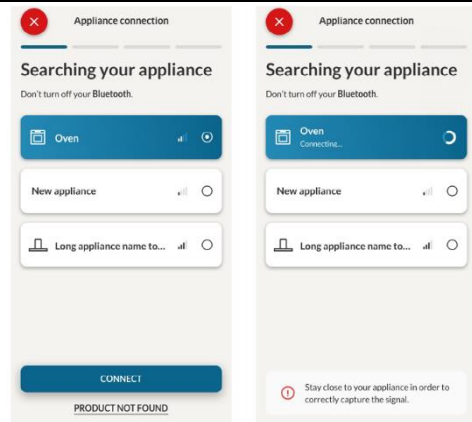 Appliance connection
Searching your appliance
Don't turn off your Bluetooth.
Oven
New appliance
Long appliance name to...
CONNECT
PRODUCT NOT FOUND
Appliance connection
Searching your appliance
Don't turn off your Bluetooth.
Oven
Connecting...
New appliance
Long appliance name to...
Stay close to your appliance in order to
correctly capture the signal.